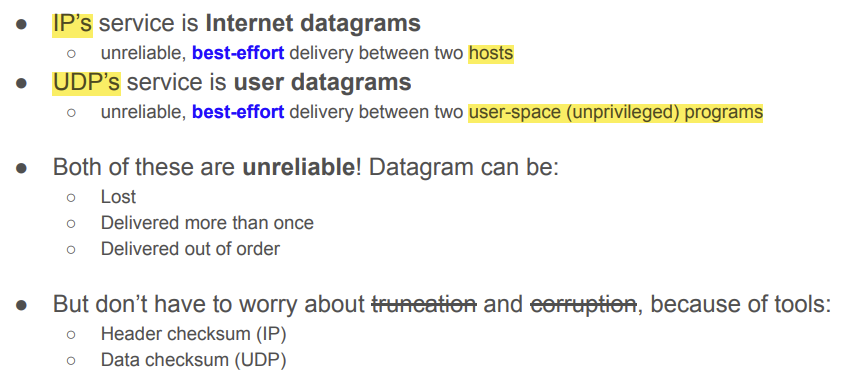 ● IP's service is Internet datagrams
○ unreliable, best-effort delivery between two hosts
● UDP's service is user datagrams
○ unreliable, best-effort delivery between two user-space (unprivileged) programs
● Both of these are unreliable! Datagram can be:
○ Lost
○ Delivered more than once
○ Delivered out of order
● But don't have to worry about truncation and corruption, because of tools:
○ Header checksum (IP)
○ Data checksum (UDP)